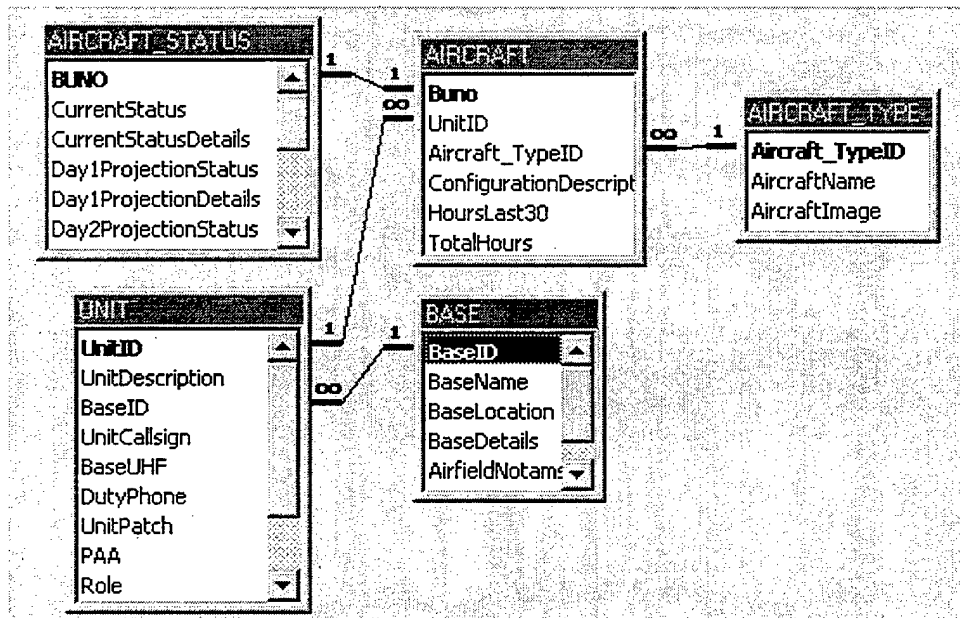 AIRCRAFT_STATUS
BUNO
CurrentStatus
CurrentStatusDetails
Day1ProjectionStatus
Day1ProjectionDetails
Day2ProjectionStatus
1
1
∞
AIRCRAFT
Buno
UnitID
Aircraft_TypeID
ConfigurationDescript
HoursLast30
TotalHours
∞
1
AIRCRAFT_TYPE
Aircraft_TypeID
AircraftName
AircraftImage
UNIT
UnitID
UnitDescription
BaseID
UnitCallsign
BaseUHF
DutyPhone
UnitPatch
PAA
Role
1
∞
1
BASE
BaseID
BaseName
BaseLocation
BaseDetails
AirfieldNotams